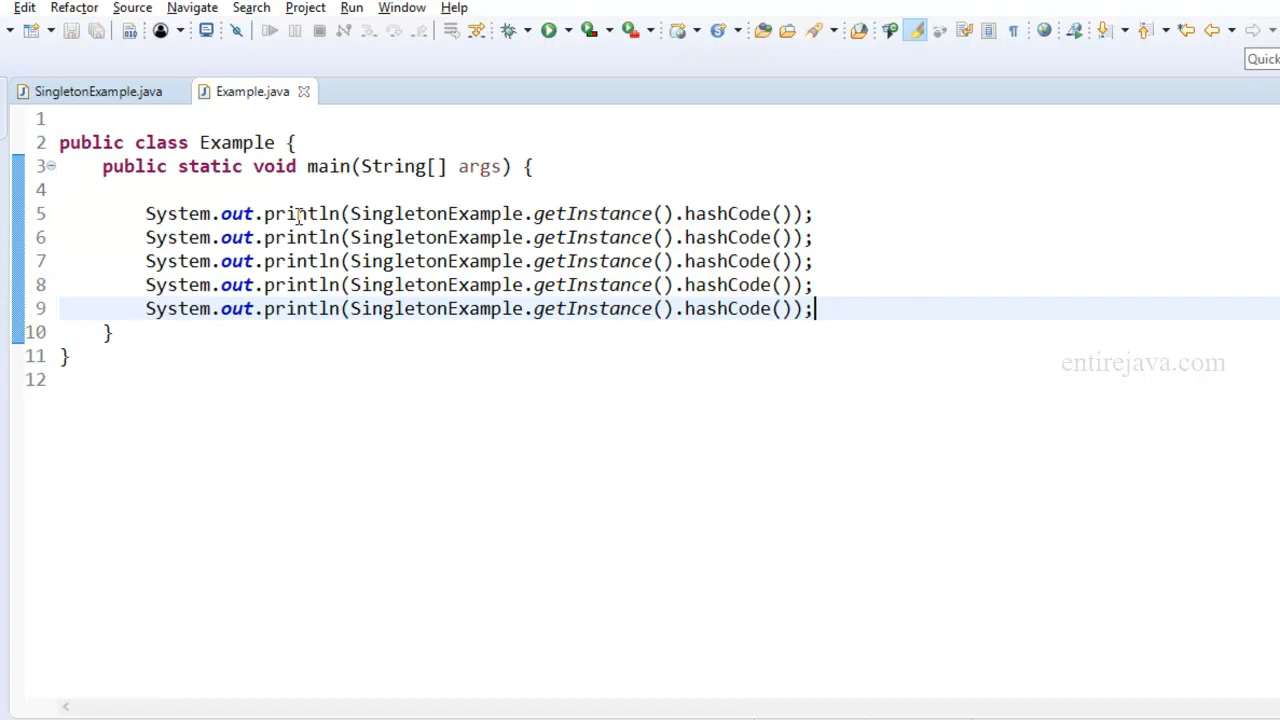 Edit Refactor Source Navigate Search Project Run Window Help
Quick
SingletonExample.java Example.java
1
2 public class Example {
3 public static void main(String[] args) {
4
5 System.out.println(SingletonExample.getInstance().hashCode());
6 System.out.println(SingletonExample.getInstance().hashCode());
7 System.out.println(SingletonExample.getInstance().hashCode());
8 System.out.println(SingletonExample.getInstance().hashCode());
9 System.out.println(SingletonExample.getInstance().hashCode());
10 }
11 }
entirejava.com
12